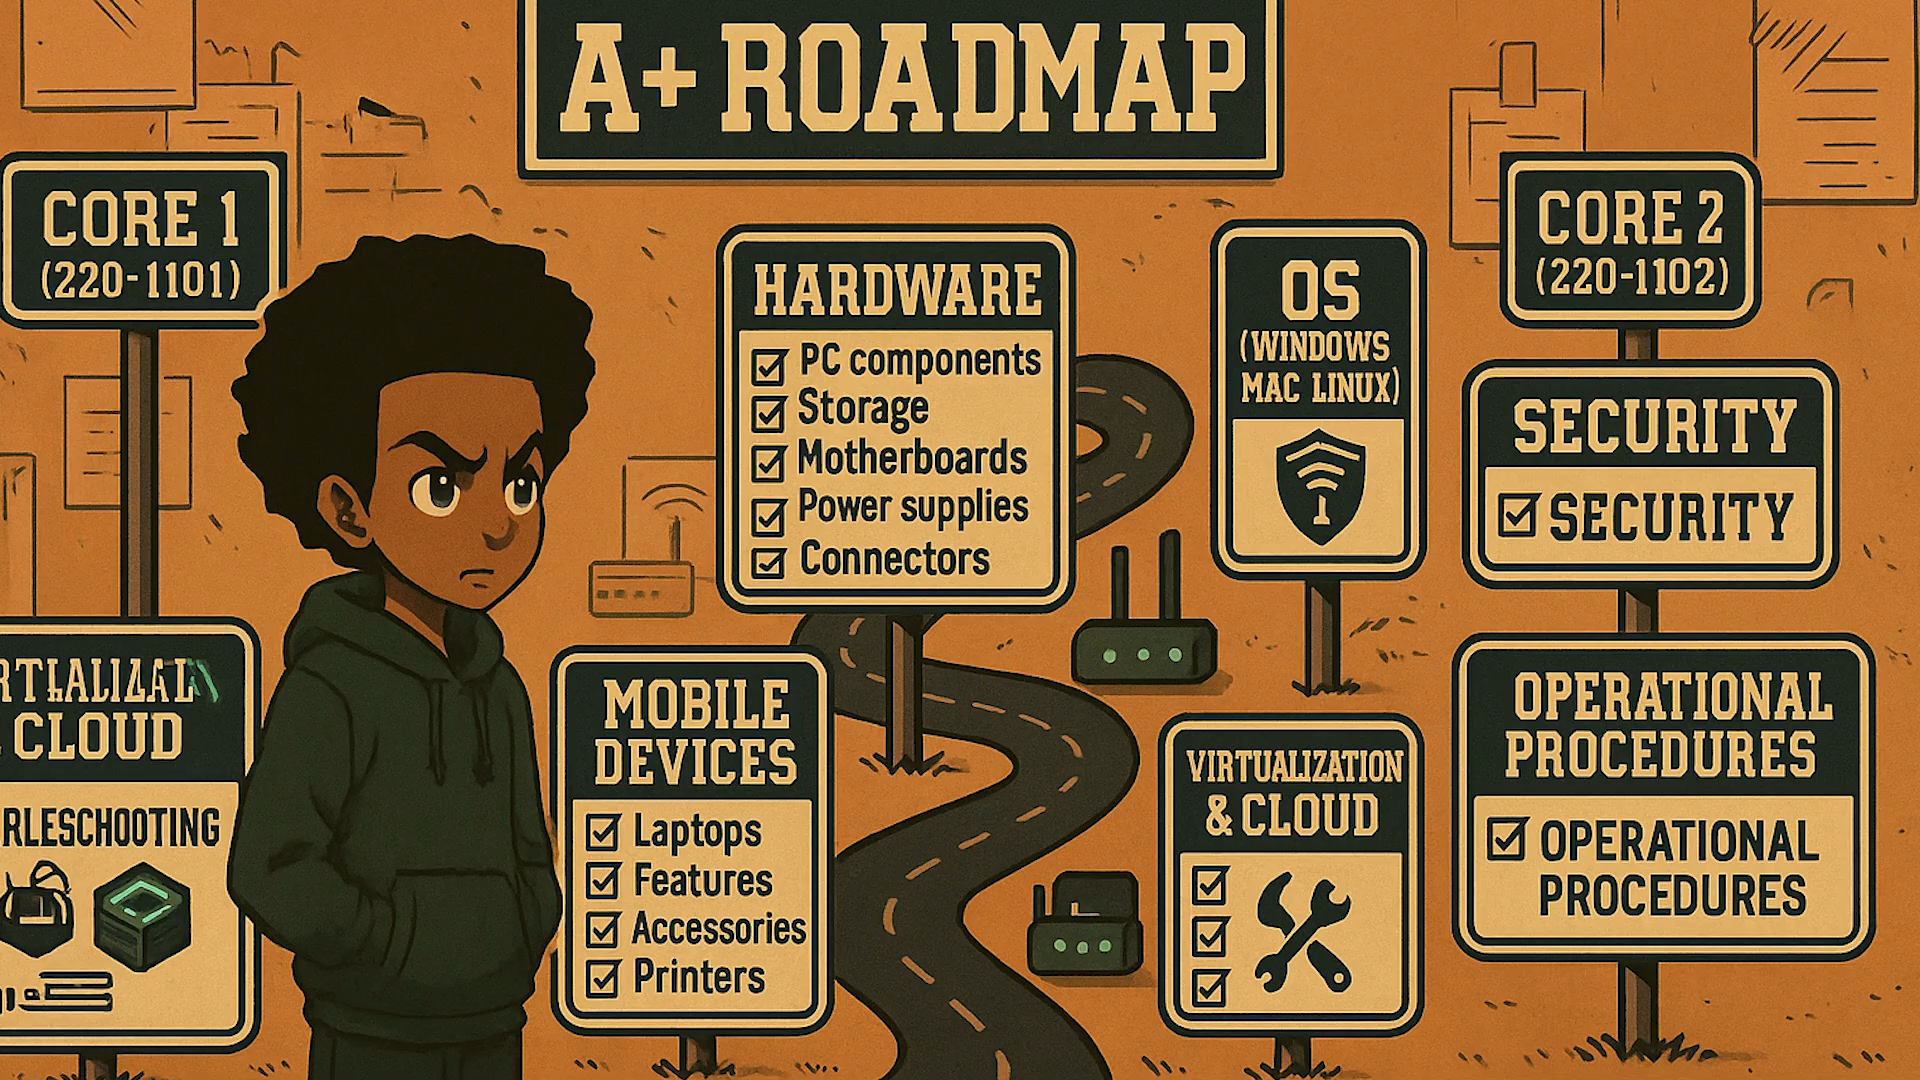 A+ ROADMAP
CORE 1
(220-1101)
CLOUD
HARDWARE
PC components
Storage
Motherboards
Power supplies
Connectors
MOBILE
DEVICES
Laptops
Features
Accessories
Printers
OS
(WINDOWS
MAC LINUX)
VIRTUALIZATION
& CLOUD
CORE 2
(220-1102)
SECURITY
SECURITY
OPERATIONAL
PROCEDURES
OPERATIONAL
PROCEDURES